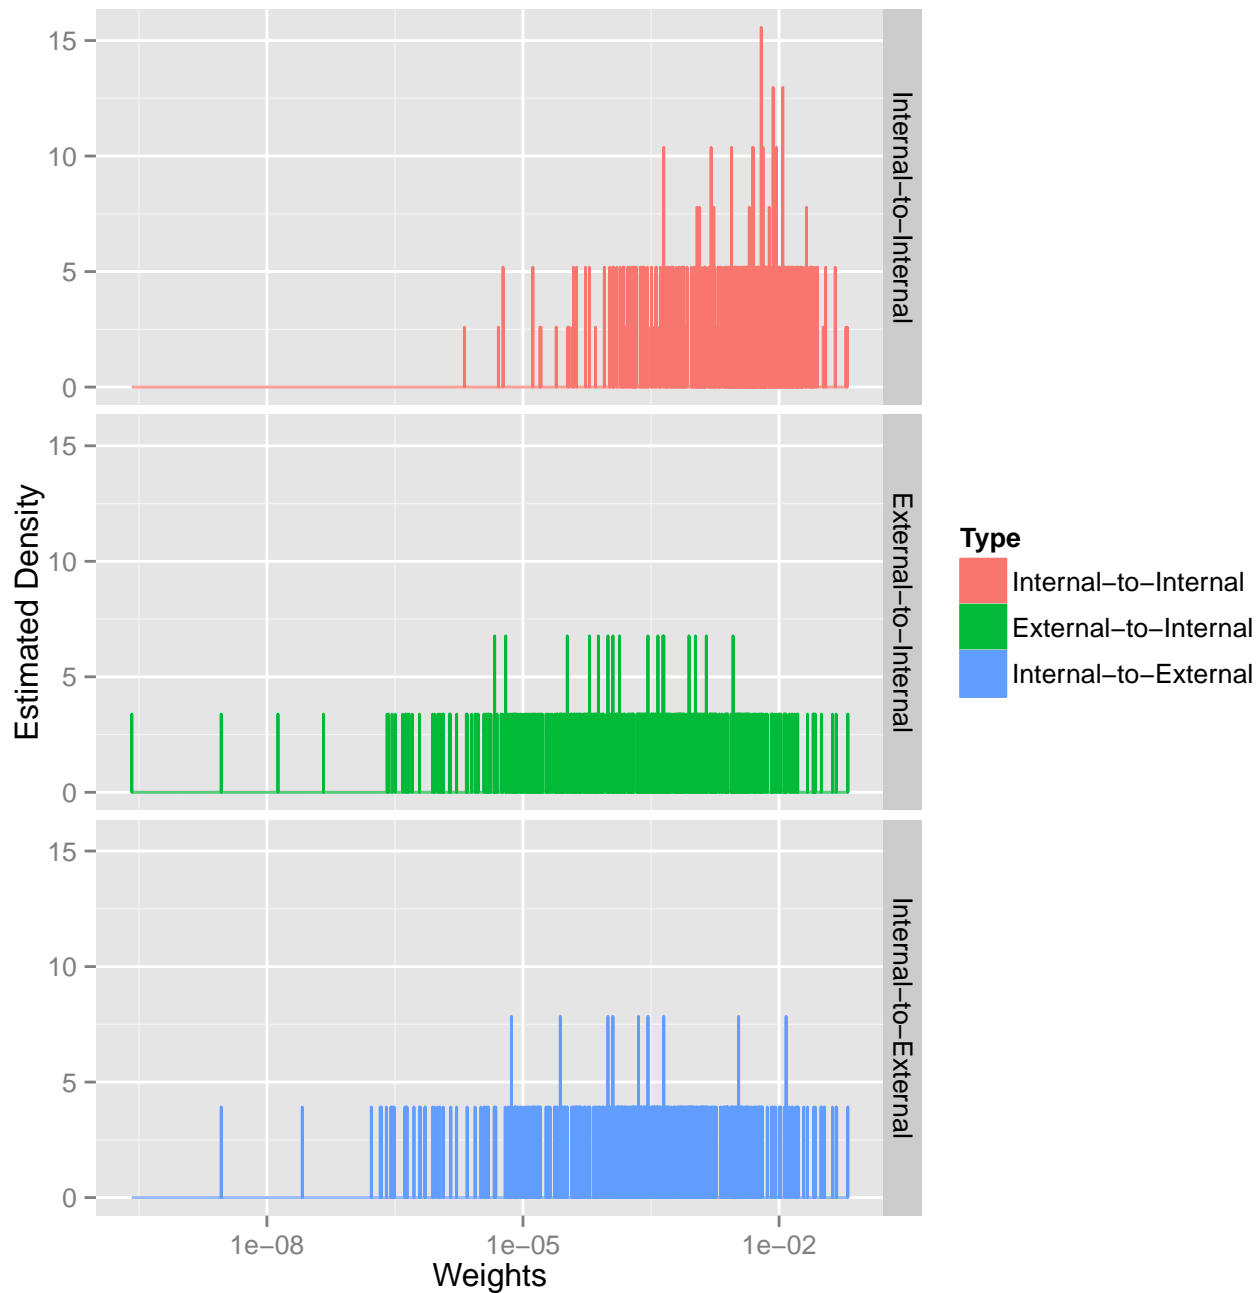 15
10
5
0
Internal−to−Internal
15
10
5
0
External−to−Internal
15
10
5
0
Internal−to−External
1e−08
1e−05
1e−02
Weights
Estimated Density
Type
Internal−to−Internal
External−to−Internal
Internal−to−External